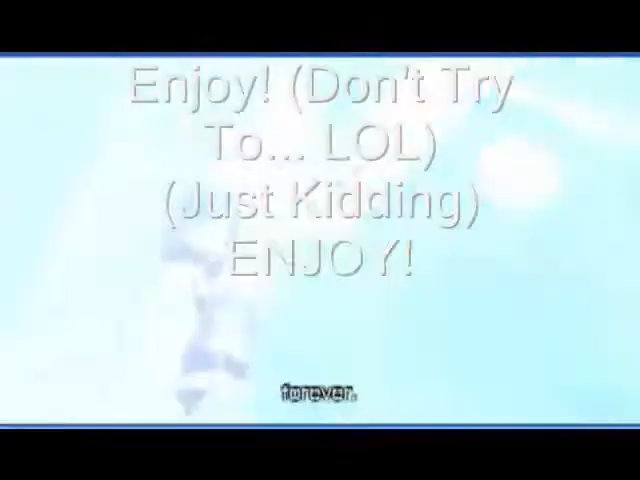 Enjoy! (Don't Try
To... LOL)
(Just Kidding)
ENJOY!
forever.